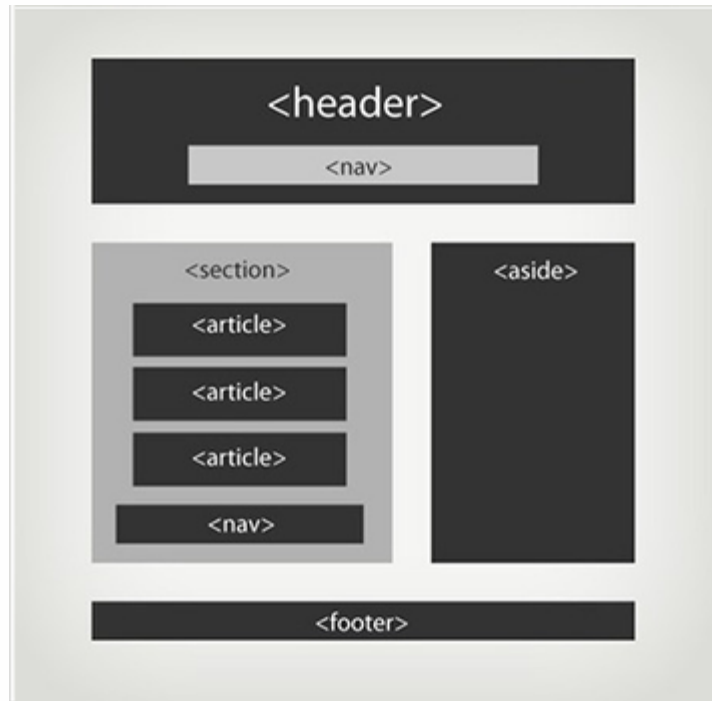 <header>
<nav>
<section>
<article>
<article>
<article>
<nav>
<aside>
<footer>